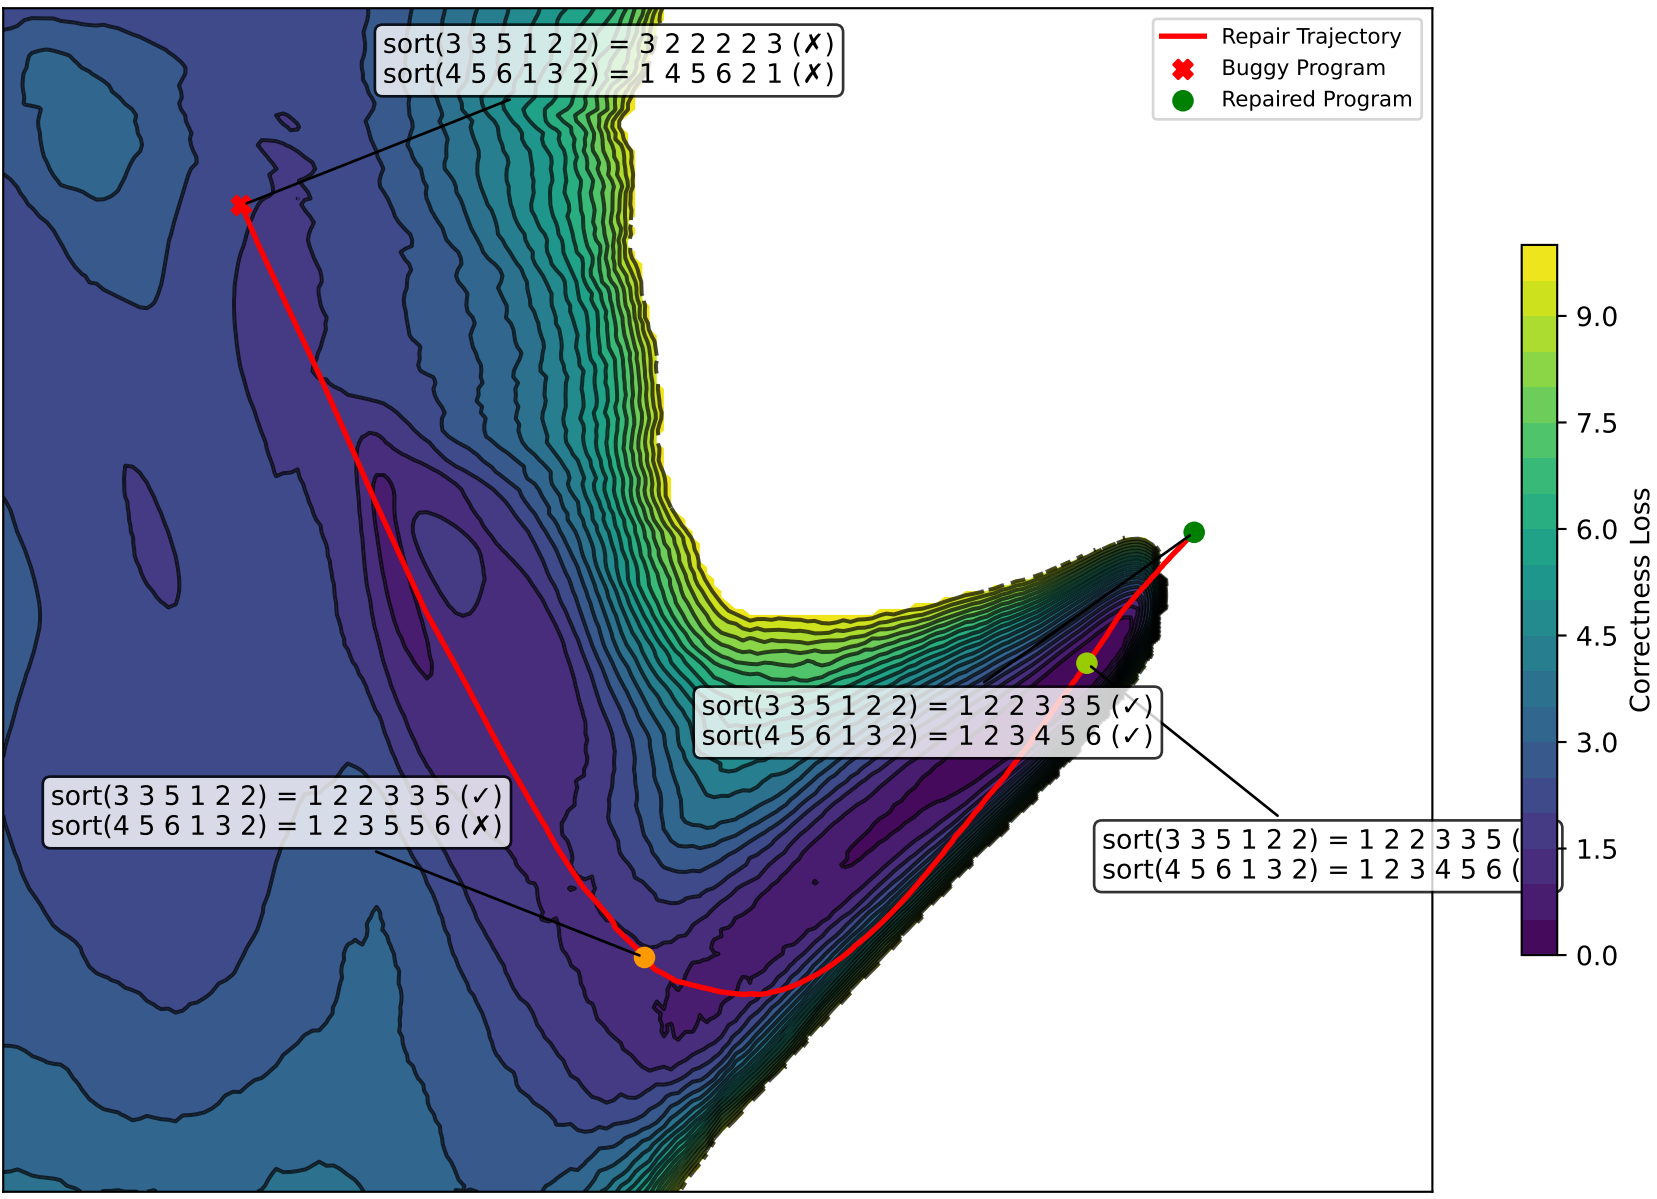 sort(3 3 5 1 2 2) = 3 2 2 2 2 3 (✗)
sort(4 5 6 1 3 2) = 1 4 5 6 2 1 (✗)
Repair Trajectory
Buggy Program
Repaired Program
sort(3 3 5 1 2 2) = 1 2 2 3 3 5 (✓)
sort(4 5 6 1 3 2) = 1 2 3 4 5 6 (✓)
sort(3 3 5 1 2 2) = 1 2 2 3 3 5 (✓)
sort(4 5 6 1 3 2) = 1 2 3 5 5 6 (✗)
sort(3 3 5 1 2 2) = 1 2 2 3 3 5 (
sort(4 5 6 1 3 2) = 1 2 3 4 5 6 (
9.0
7.5
6.0
4.5
3.0
1.5
0.0
Correctness Loss